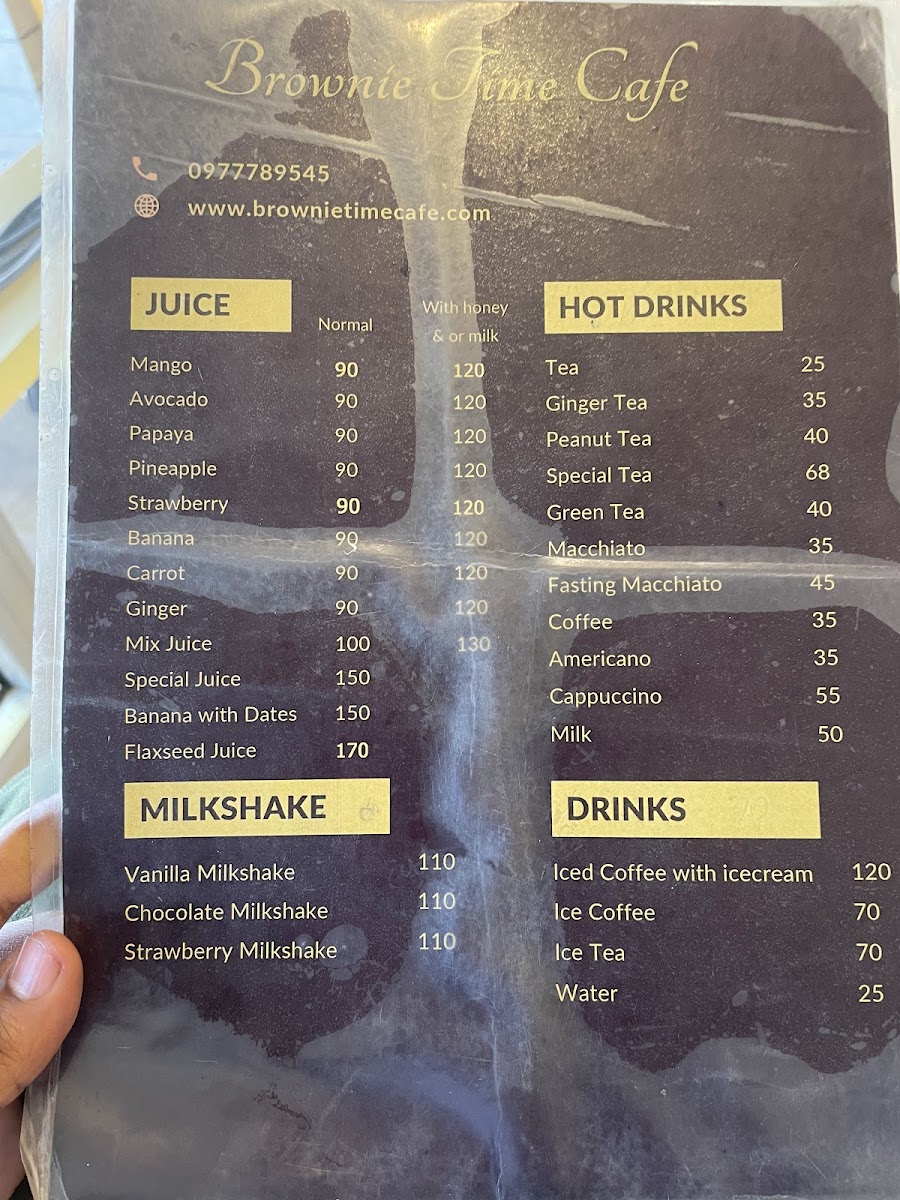 Brownie Time Cafe
0977789545
www.brownietimecafe.com
JUICE
Normal
With honey
& or milk
Mango 90 120
Avocado 90 120
Papaya 90 120
Pineapple 90 120
Strawberry 90 120
Banana 90 120
Carrot 90 120
Ginger 90 120
Mix Juice 100 130
Special Juice 150
Banana with Dates 150
Flaxseed Juice 170
MILKSHAKE
Vanilla Milkshake 110
Chocolate Milkshake 110
Strawberry Milkshake 110
HOT DRINKS
Tea 25
Ginger Tea 35
Peanut Tea 40
Special Tea 68
Green Tea 40
Macchiato 35
Fasting Macchiato 45
Coffee 35
Americano 35
Cappuccino 55
Milk 50
DRINKS
Iced Coffee with icecream 120
Ice Coffee 70
Ice Tea 70
Water 25